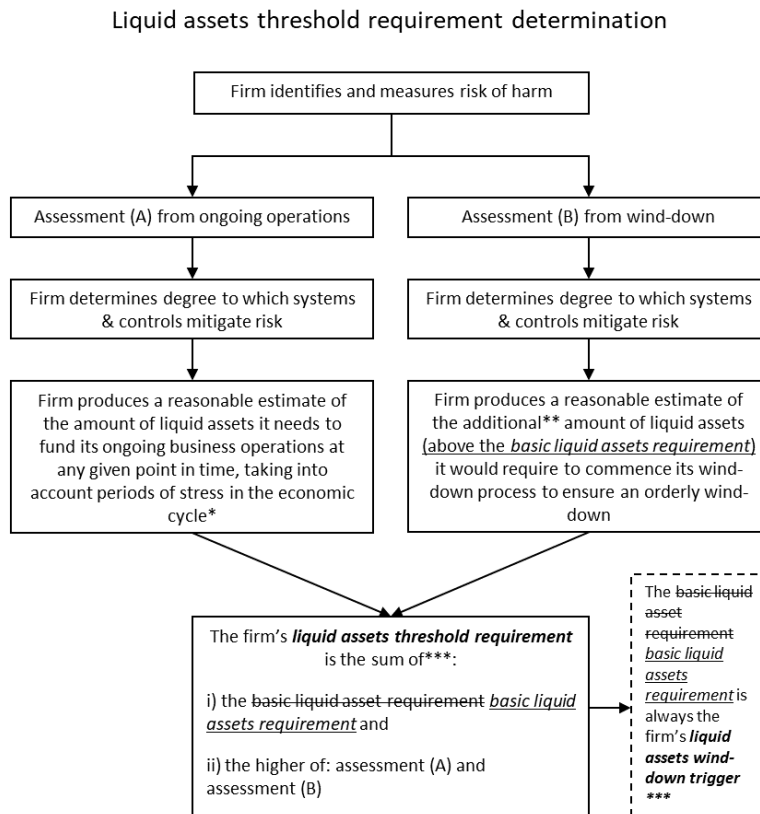 Liquid assets threshold requirement determination
Firm identifies and measures risk of harm
Assessment (A) from ongoing operations
Assessment (B) from wind-down
Firm determines degree to which systems
& controls mitigate risk
Firm determines degree to which systems
& controls mitigate risk
Firm produces a reasonable estimate of
the amount of liquid assets it needs to
fund its ongoing business operations at
any given point in time, taking into
account periods of stress in the economic
cycle*
Firm produces a reasonable estimate of
the additional** amount of liquid assets
(above the basic liquid assets requirement)
it would require to commence its wind-
down process to ensure an orderly wind-
down
The firm's liquid assets threshold requirement
is the sum of***:
i) the basic liquid asset requirement basic liquid
assets requirement and
ii) the higher of: assessment (A) and
assessment (B)
The basic liquid
asset
requirement
basic liquid
assets
requirement is
always the
firm's liquid
assets wind-
down trigger
***